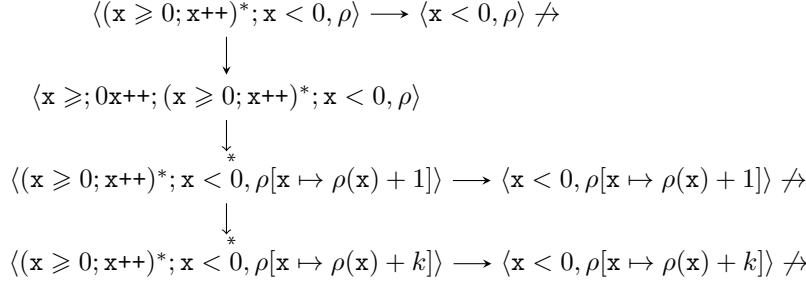 ⟨(x ⩾ 0; x++)*; x < 0, ρ⟩ ⟶ ⟨x < 0, ρ⟩ ↛
↓
⟨x ⩾; 0x++; (x ⩾ 0; x++)*; x < 0, ρ⟩
↓*
⟨(x ⩾ 0; x++)*; x < 0, ρ[x ↦ ρ(x) + 1]⟩ ⟶ ⟨x < 0, ρ[x ↦ ρ(x) + 1]⟩ ↛
↓*
⟨(x ⩾ 0; x++)*; x < 0, ρ[x ↦ ρ(x) + k]⟩ ⟶ ⟨x < 0, ρ[x ↦ ρ(x) + k]⟩ ↛